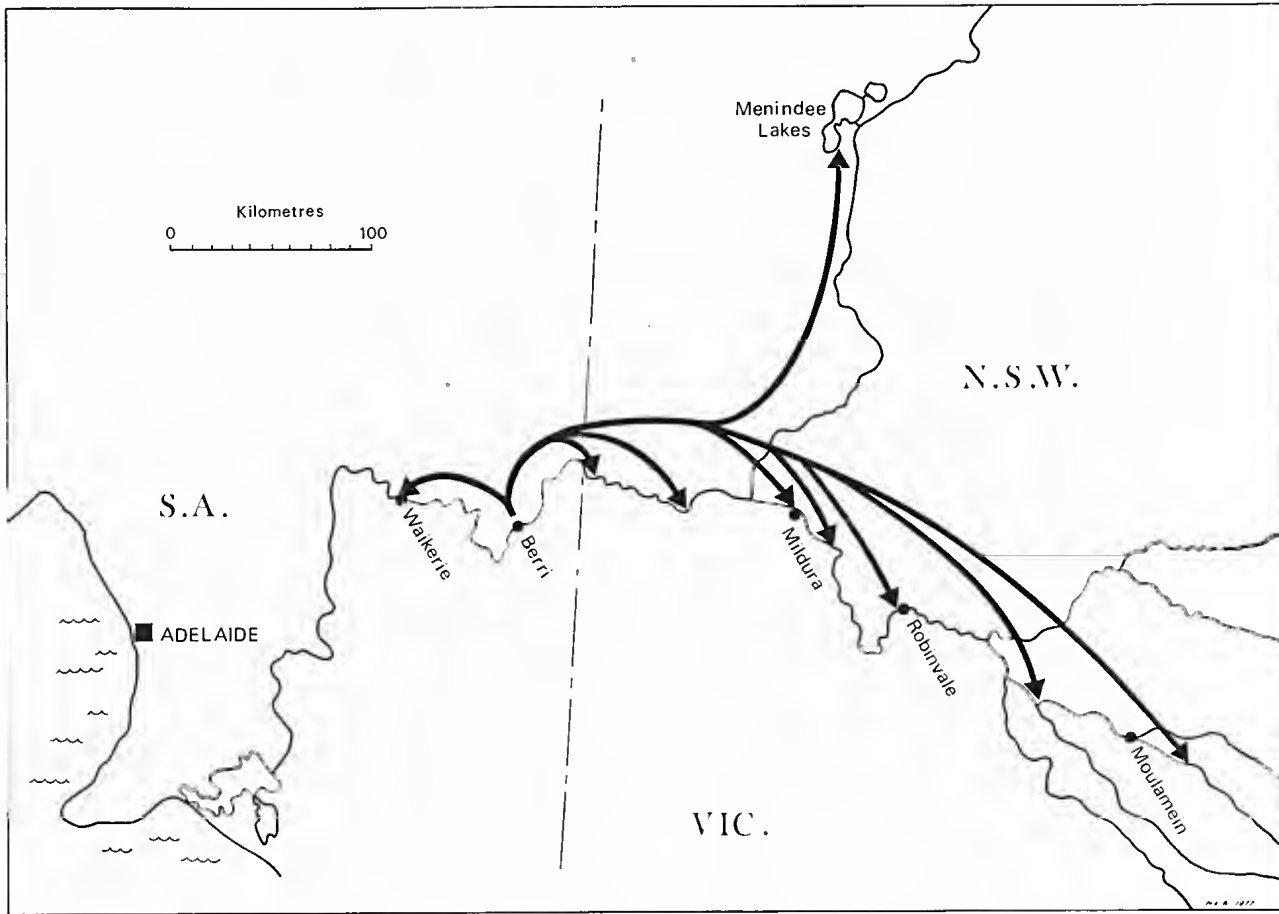 Menindee
Lakes
Kilometres
0 100
N.S.W.
S.A.
Waikerie
Berri
Mildura
ADELAIDE
Robinvale
Moulamein
VIC.